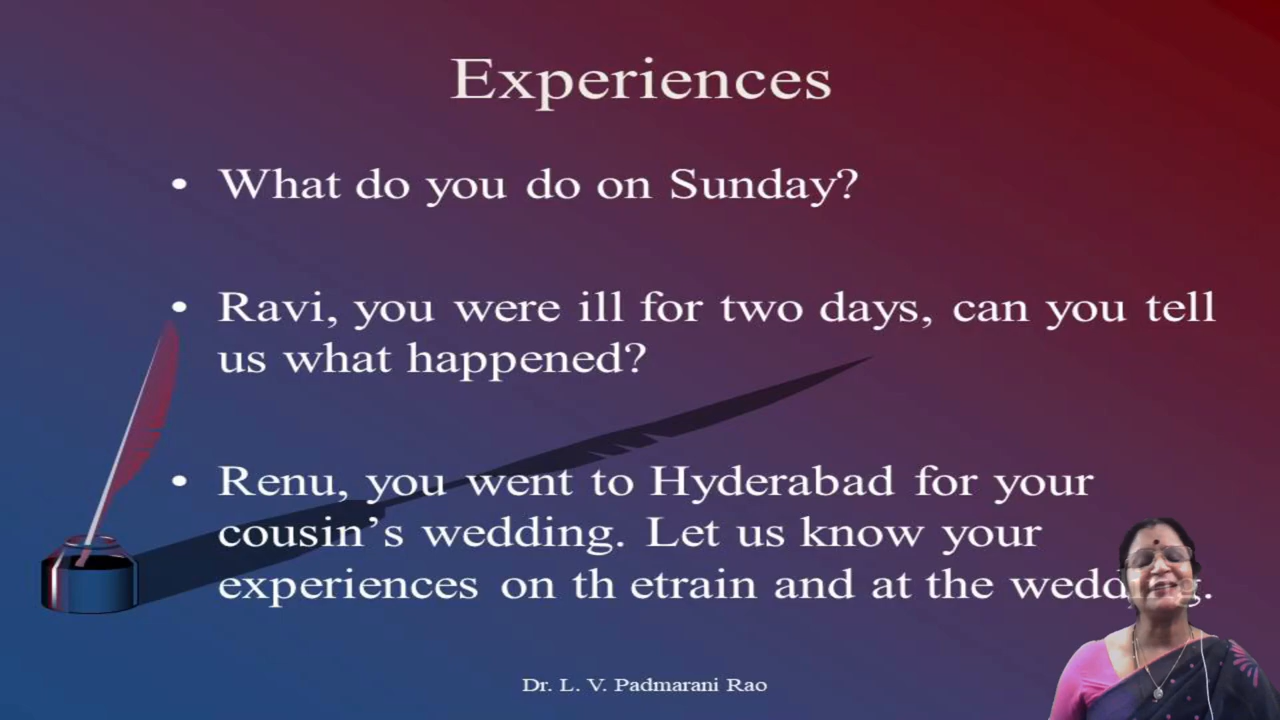 Experiences
• What do you do on Sunday?
• Ravi, you were ill for two days, can you tell
us what happened?
• Renu, you went to Hyderabad for your
cousin’s wedding. Let us know your
experiences on th etrain and at the wedding.
Dr. L. V. Padmarani Rao